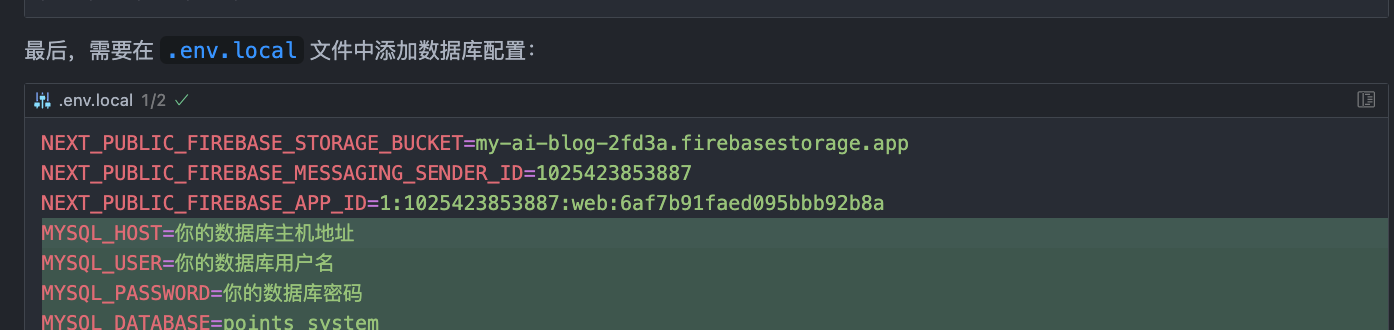 最后，需要在 .env.local 文件中添加数据库配置：
.env.local 1/2
NEXT_PUBLIC_FIREBASE_STORAGE_BUCKET=my-ai-blog-2fd3a.firebasestorage.app
NEXT_PUBLIC_FIREBASE_MESSAGING_SENDER_ID=1025423853887
NEXT_PUBLIC_FIREBASE_APP_ID=1:1025423853887:web:6af7b91faed095bbb92b8a
MYSQL_HOST=你的数据库主机地址
MYSQL_USER=你的数据库用户名
MYSQL_PASSWORD=你的数据库密码
MYSQL_DATABASE=points_system